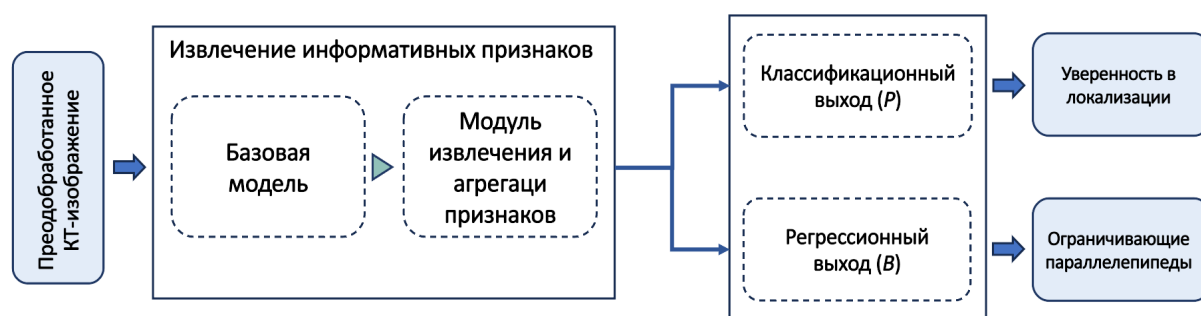 Преодобработанное
КТ-изображение
Извлечение информативных признаков
Базовая
модель
Модуль
извлечения и
агрегаци
признаков
Классификационный
выход (P)
Регрессионный
выход (B)
Уверенность в
локализации
Ограничивающие
параллелепипеды